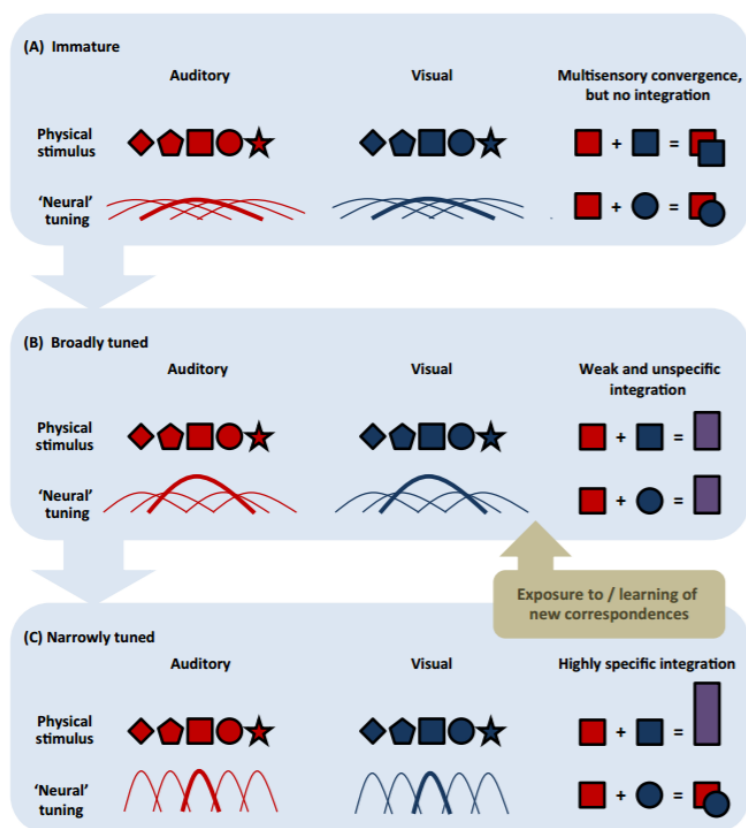 (A) Immature
Auditory
Visual
Multisensory convergence,
but no integration
Physical
stimulus
+ =
'Neural'
tuning
+ =
(B) Broadly tuned
Auditory
Visual
Weak and unspecific
integration
Physical
stimulus
+ =
'Neural'
tuning
+ =
Exposure to / learning of
new correspondences
(C) Narrowly tuned
Auditory
Visual
Highly specific integration
Physical
stimulus
+ =
'Neural'
tuning
+ =